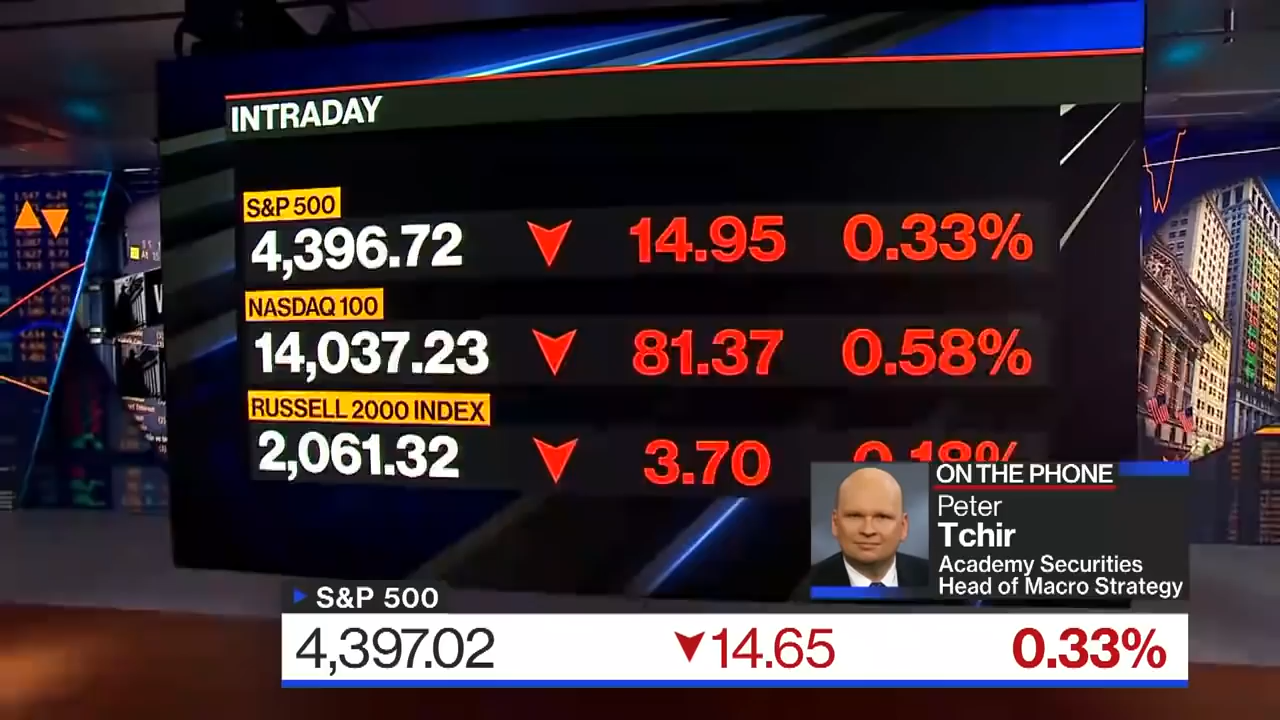 INTRADAY
S&P 500
4,396.72 14.95 0.33%
NASDAQ 100
14,037.23 81.37 0.58%
RUSSELL 2000 INDEX
2,061.32 3.70 0.18%
ON THE PHONE
Peter
Tchir
Academy Securities
Head of Macro Strategy
S&P 500
4,397.02 14.65 0.33%